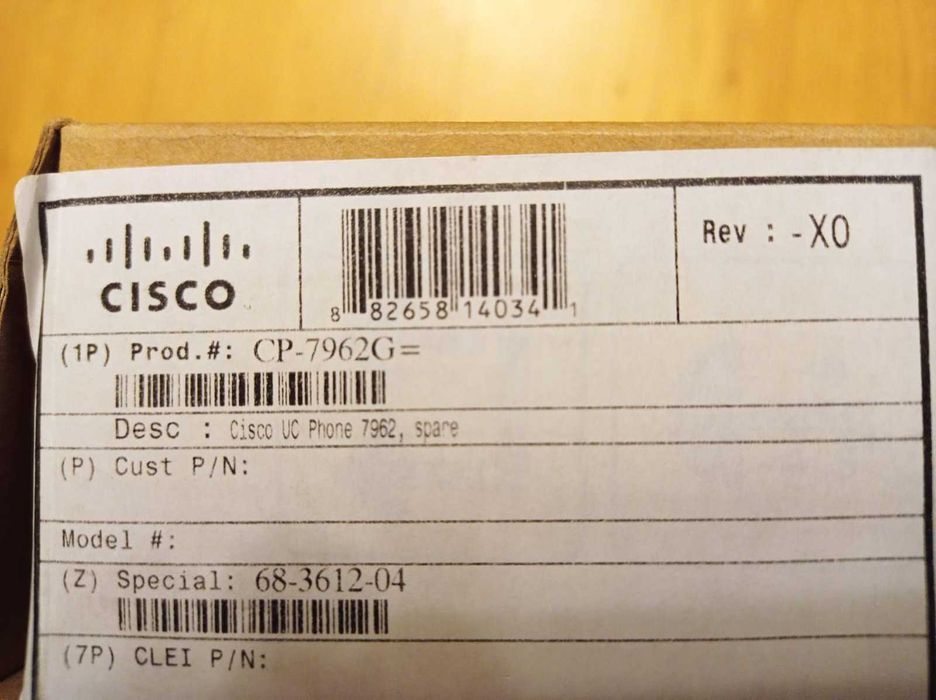 CISCO
8 82658 14034 1
Rev : -X0
(1P) Prod.#: CP-7962G=
Desc : Cisco UC Phone 7962, spare
(P) Cust P/N:
Model #:
(Z) Special: 68-3612-04
(7P) CLEI P/N: